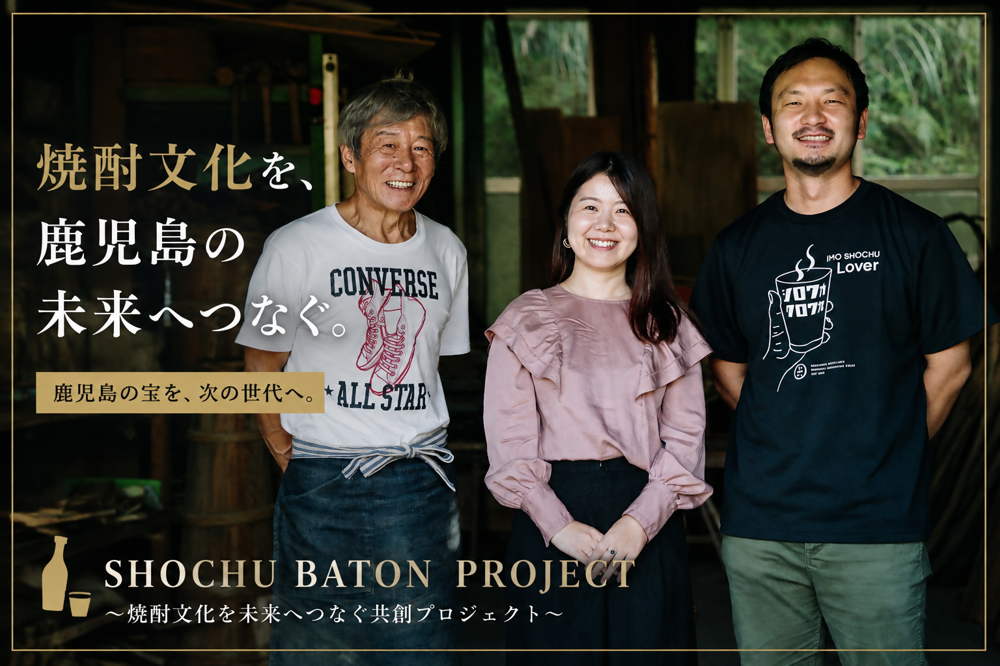 焼酎文化を、
鹿児島の
未来へつなぐ。
鹿児島の宝を、次の世代へ。
CONVERSE
★ALL STAR
IMO SHOCHU
Lover
SHOCHU BATON PROJECT
〜焼酎文化を未来へつなぐ共創プロジェクト〜